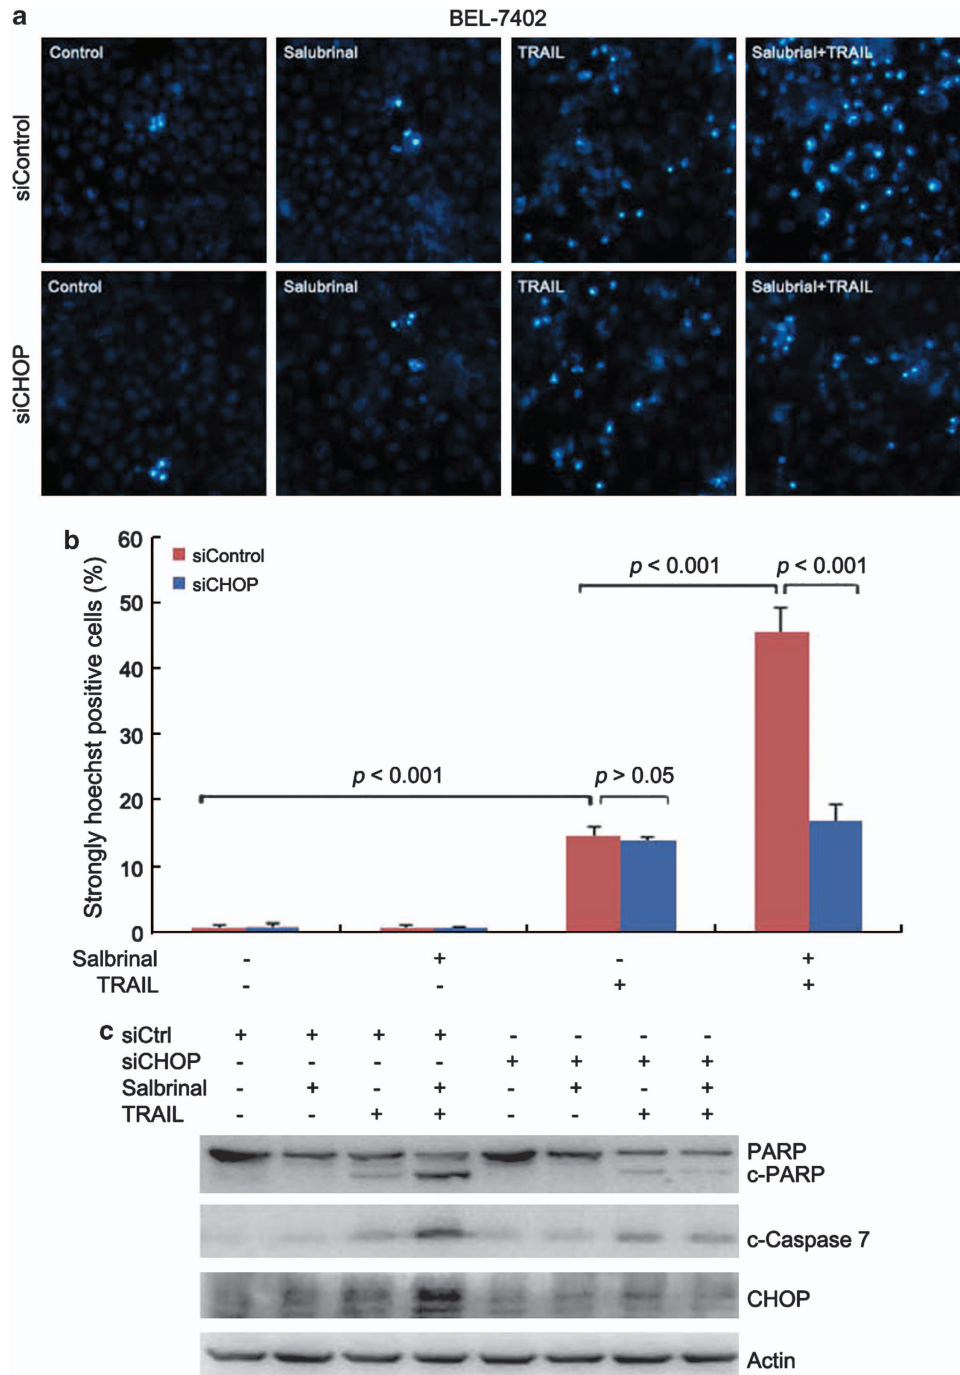 a
BEL-7402
siControl
Control
Salubrinal
TRAIL
Salubrial+TRAIL
siCHOP
Control
Salubrinal
TRAIL
Salubrial+TRAIL
b
Strongly hoechst positive cells (%)
60
50
40
30
20
10
0
siControl
siCHOP
p < 0.001
p > 0.05
p < 0.001
p < 0.001
Salbrinal - + - +
TRAIL - - + +
c siCtrl + + + + - - - -
siCHOP - - - - + + + +
Salbrinal - + - + - + - +
TRAIL - - + + - - + +
PARP
c-PARP
c-Caspase 7
CHOP
Actin